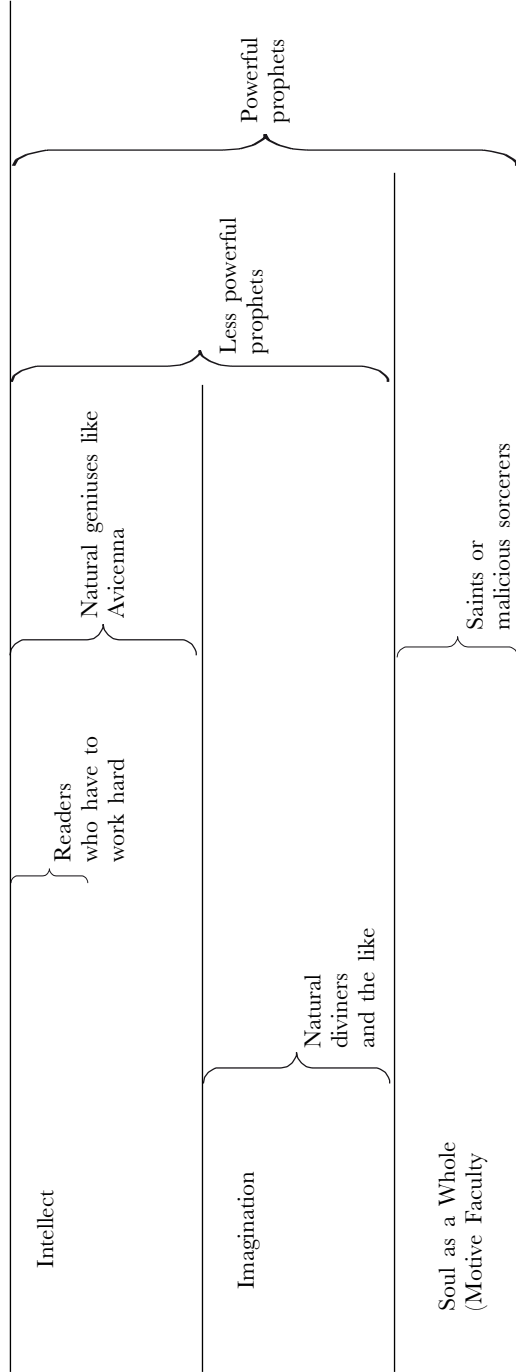 Intellect
Readers
who have to
work hard
Natural geniuses like
Avicenna
Imagination
Natural
diviners
and the like
Less powerful
prophets
Soul as a Whole
(Motive Faculty
Saints or
malicious sorcerers
Powerful
prophets